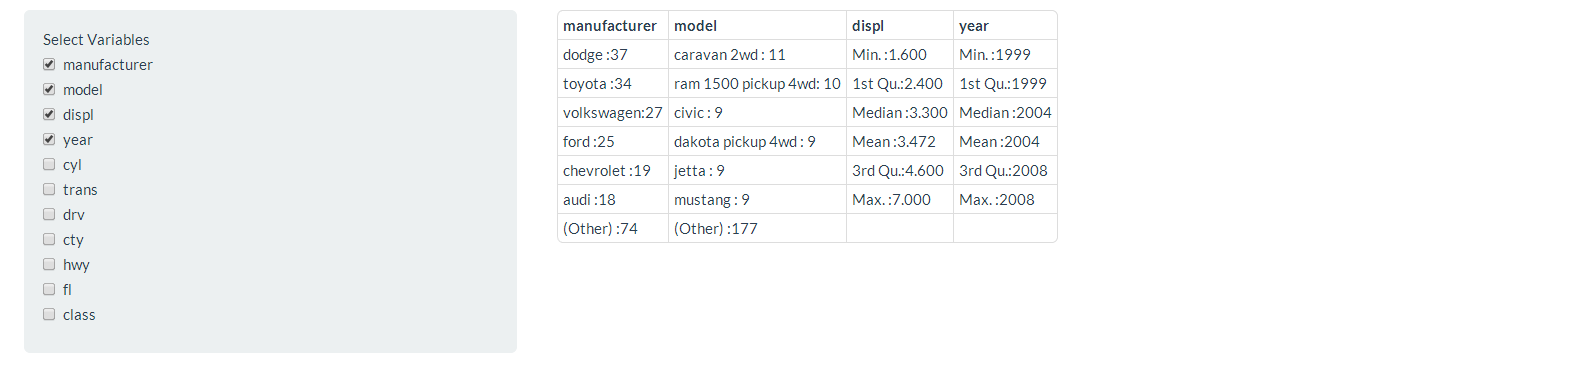 Select Variables
manufacturer
model
displ
year
cyl
trans
drv
cty
hwy
fl
class
manufacturer model displ year
dodge :37 caravan 2wd : 11 Min. :1.600 Min. :1999
toyota :34 ram 1500 pickup 4wd: 10 1st Qu.:2.400 1st Qu.:1999
volkswagen:27 civic : 9 Median :3.300 Median :2004
ford :25 dakota pickup 4wd : 9 Mean :3.472 Mean :2004
chevrolet :19 jetta : 9 3rd Qu.:4.600 3rd Qu.:2008
audi :18 mustang : 9 Max. :7.000 Max. :2008
(Other) :74 (Other) :177